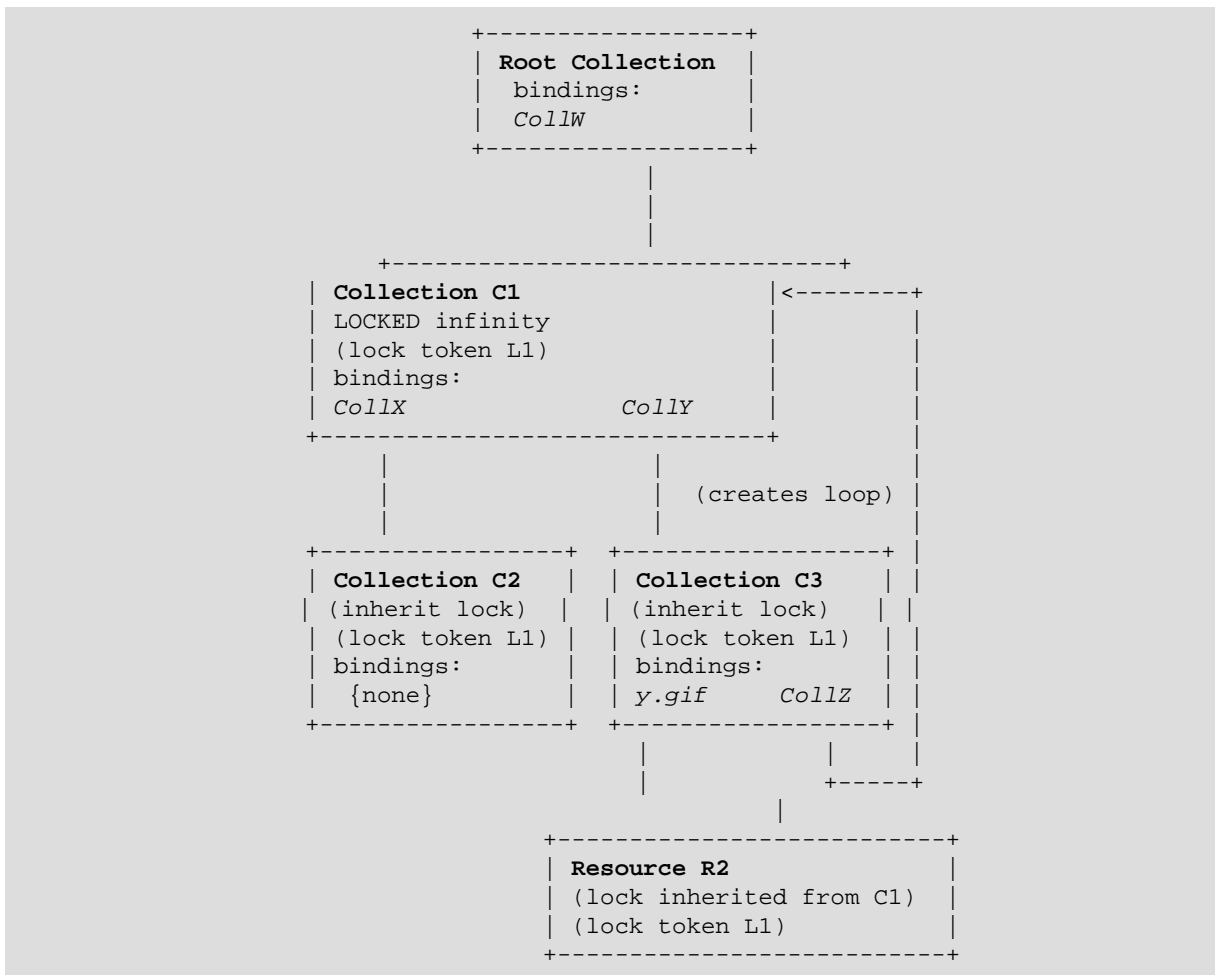 +------------------+
| Root Collection |
| bindings: |
| CollW |
+------------------+
|
|
|
+-------------------------------+
| Collection C1 |<--------+
| LOCKED infinity | |
| (lock token L1) | |
| bindings: | |
| CollX CollY | |
+-------------------------------+ |
| | |
| | (creates loop) |
| | |
+-----------------+ +------------------+ |
| Collection C2 | | Collection C3 | |
| (inherit lock) | | (inherit lock) | |
| (lock token L1) | | (lock token L1) | |
| bindings: | | bindings: | |
| {none} | | y.gif CollZ | |
+-----------------+ +------------------+ |
| | |
| +-----+
|
+---------------------------+
| Resource R2 |
| (lock inherited from C1) |
| (lock token L1) |
+---------------------------+